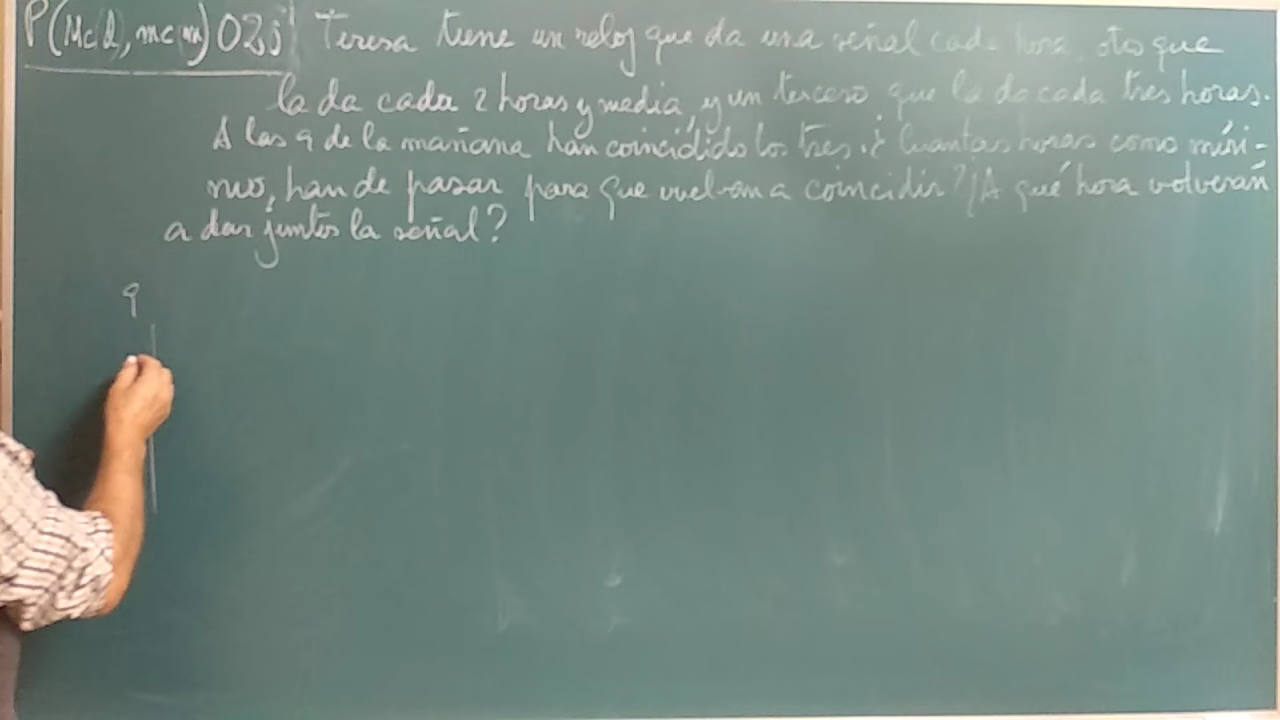 P(Mcd, mcm)02j Teresa tiene un reloj que da una señal cada hora, otro que
la da cada 2 horas y media, y un tercero que la da cada tres horas.
A las 9 de la mañana han coincidido los tres. ¿Cuantas horas como míni-
mo, han de pasar para que vuelvan a coincidir? ¿A qué hora volverán
a dar juntos la señal?
9